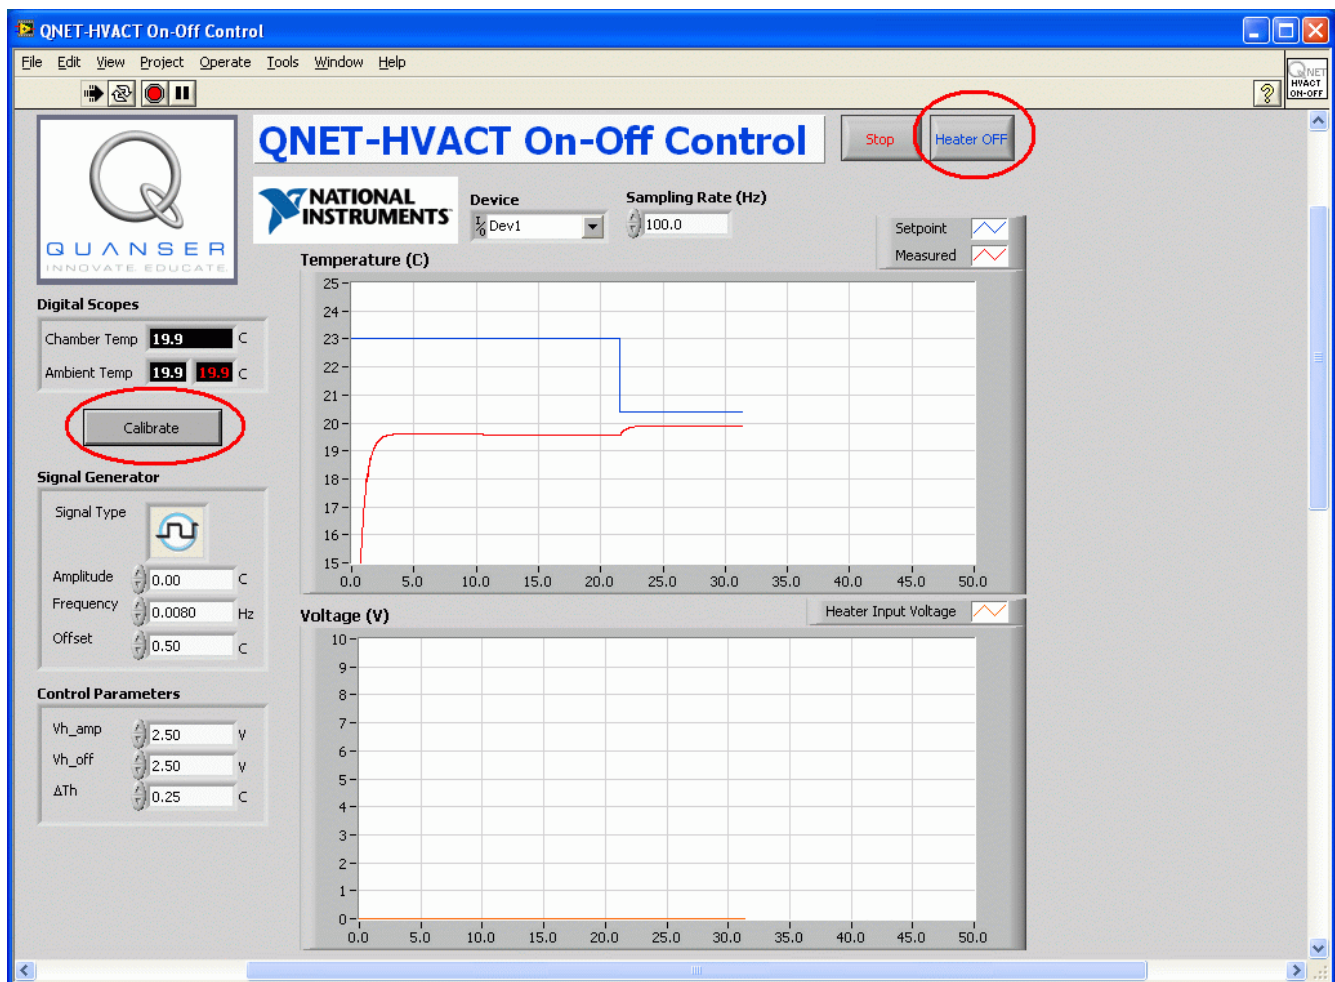 QNET-HVACT On-Off Control
File Edit View Project Operate Tools Window Help
QNET
HVACT
ON-OFF
QUANSER
INNOVATE. EDUCATE.
QNET-HVACT On-Off Control
Stop
Heater OFF
NATIONAL
INSTRUMENTS
Device
I/O Dev1
Sampling Rate (Hz)
100.0
Setpoint
Measured
Digital Scopes
Chamber Temp 19.9 C
Ambient Temp 19.9 19.9 C
Calibrate
Signal Generator
Signal Type
Amplitude 0.00 C
Frequency 0.0080 Hz
Offset 0.50 C
Control Parameters
Vh_amp 2.50 V
Vh_off 2.50 V
ΔTh 0.25 C
Temperature (C)
25
24
23
22
21
20
19
18
17
16
15
0.0 5.0 10.0 15.0 20.0 25.0 30.0 35.0 40.0 45.0 50.0
Voltage (V)
Heater Input Voltage
10
9
8
7
6
5
4
3
2
1
0
0.0 5.0 10.0 15.0 20.0 25.0 30.0 35.0 40.0 45.0 50.0